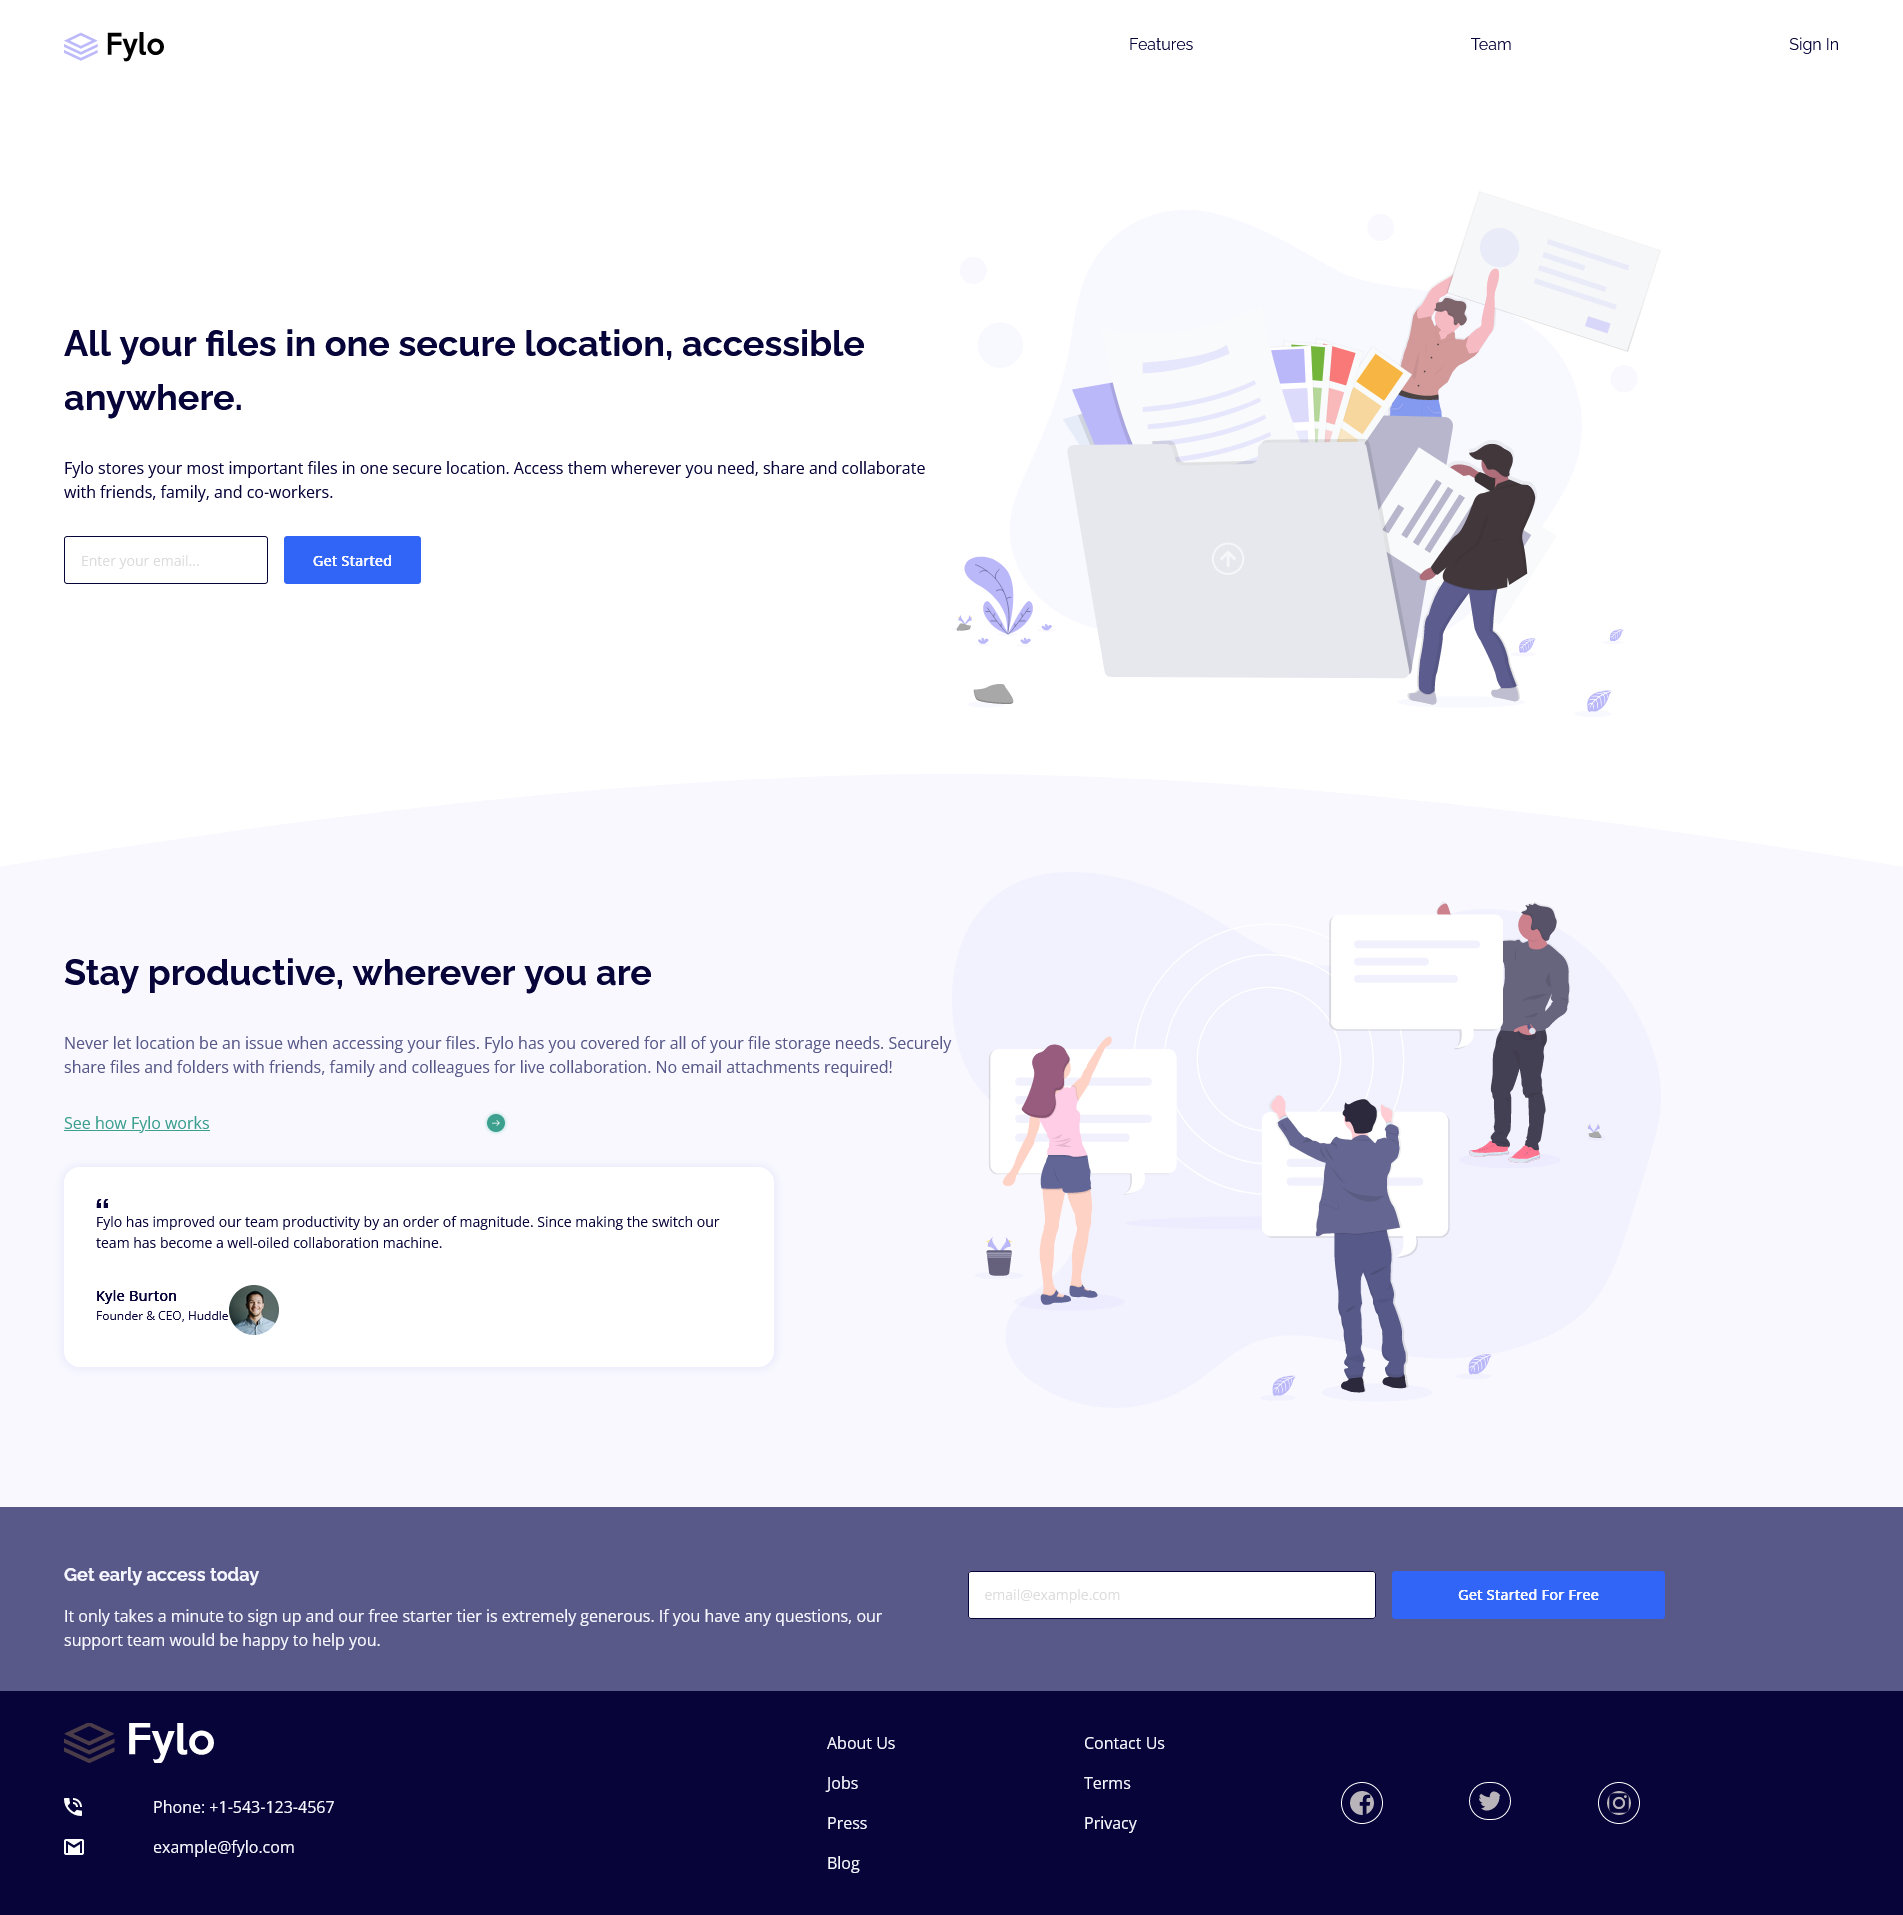 Fylo
Features
Team
Sign In
All your files in one secure location, accessible
anywhere.
Fylo stores your most important files in one secure location. Access them wherever you need, share and collaborate
with friends, family, and co-workers.
Enter your email...
Get Started
Stay productive, wherever you are
Never let location be an issue when accessing your files. Fylo has you covered for all of your file storage needs. Securely
share files and folders with friends, family and colleagues for live collaboration. No email attachments required!
See how Fylo works
“
Fylo has improved our team productivity by an order of magnitude. Since making the switch our
team has become a well-oiled collaboration machine.
Kyle Burton
Founder & CEO, Huddle
Get early access today
It only takes a minute to sign up and our free starter tier is extremely generous. If you have any questions, our
support team would be happy to help you.
email@example.com
Get Started For Free
Fylo
Phone: +1-543-123-4567
example@fylo.com
About Us
Jobs
Press
Blog
Contact Us
Terms
Privacy